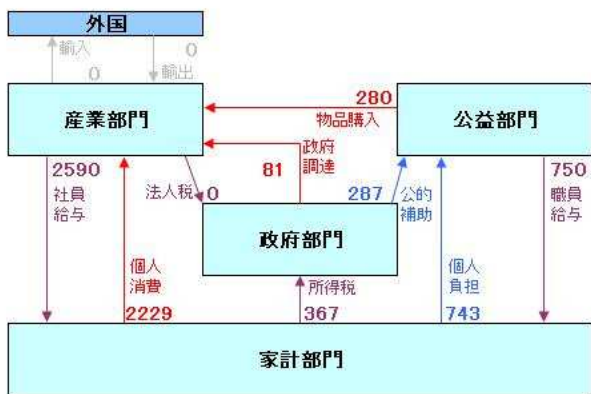 外国
輸入
0
0
輸出
産業部門
280
物品購入
公益部門
2590
社員
給与
法人税
0
81
政府
調達
287
公的
補助
750
職員
給与
政府部門
個人
消費
2229
所得税
367
個人
負担
743
家計部門